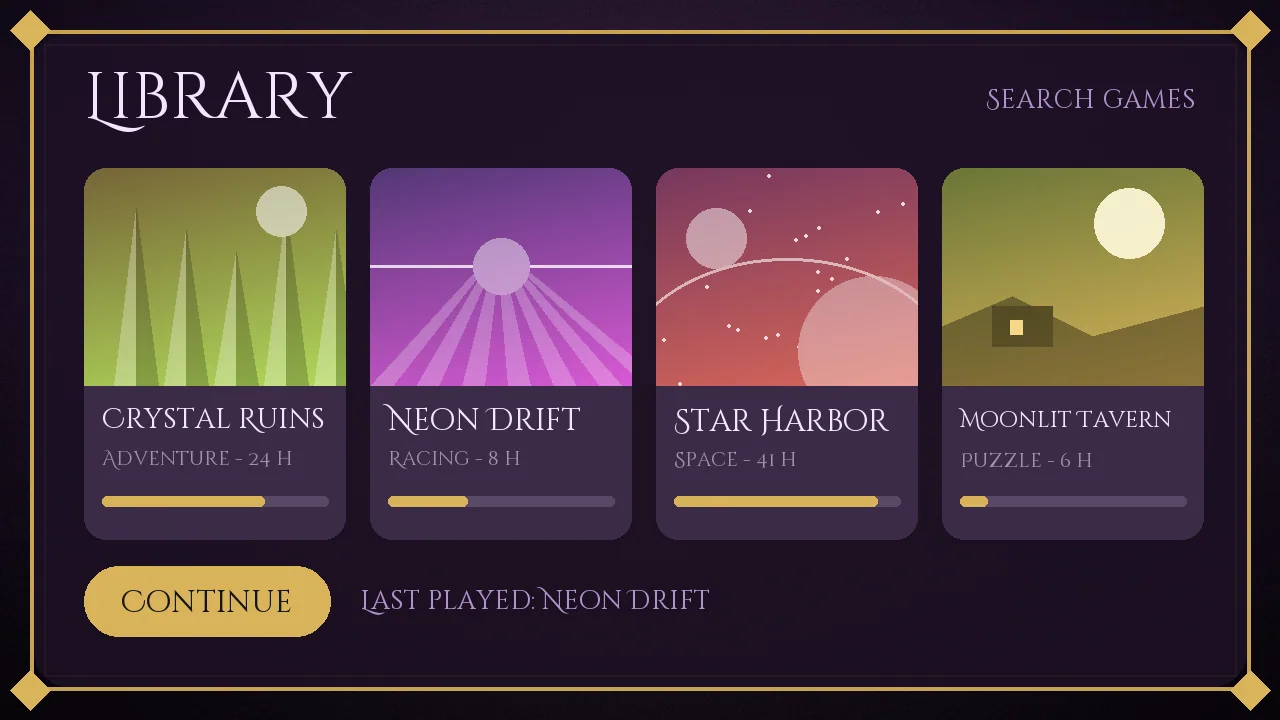 Library
Search games
Crystal Ruins
Adventure - 24 h
Neon Drift
Racing - 8 h
Star Harbor
Space - 41 h
Moonlit Tavern
Puzzle - 6 h
Continue
Last played: Neon Drift